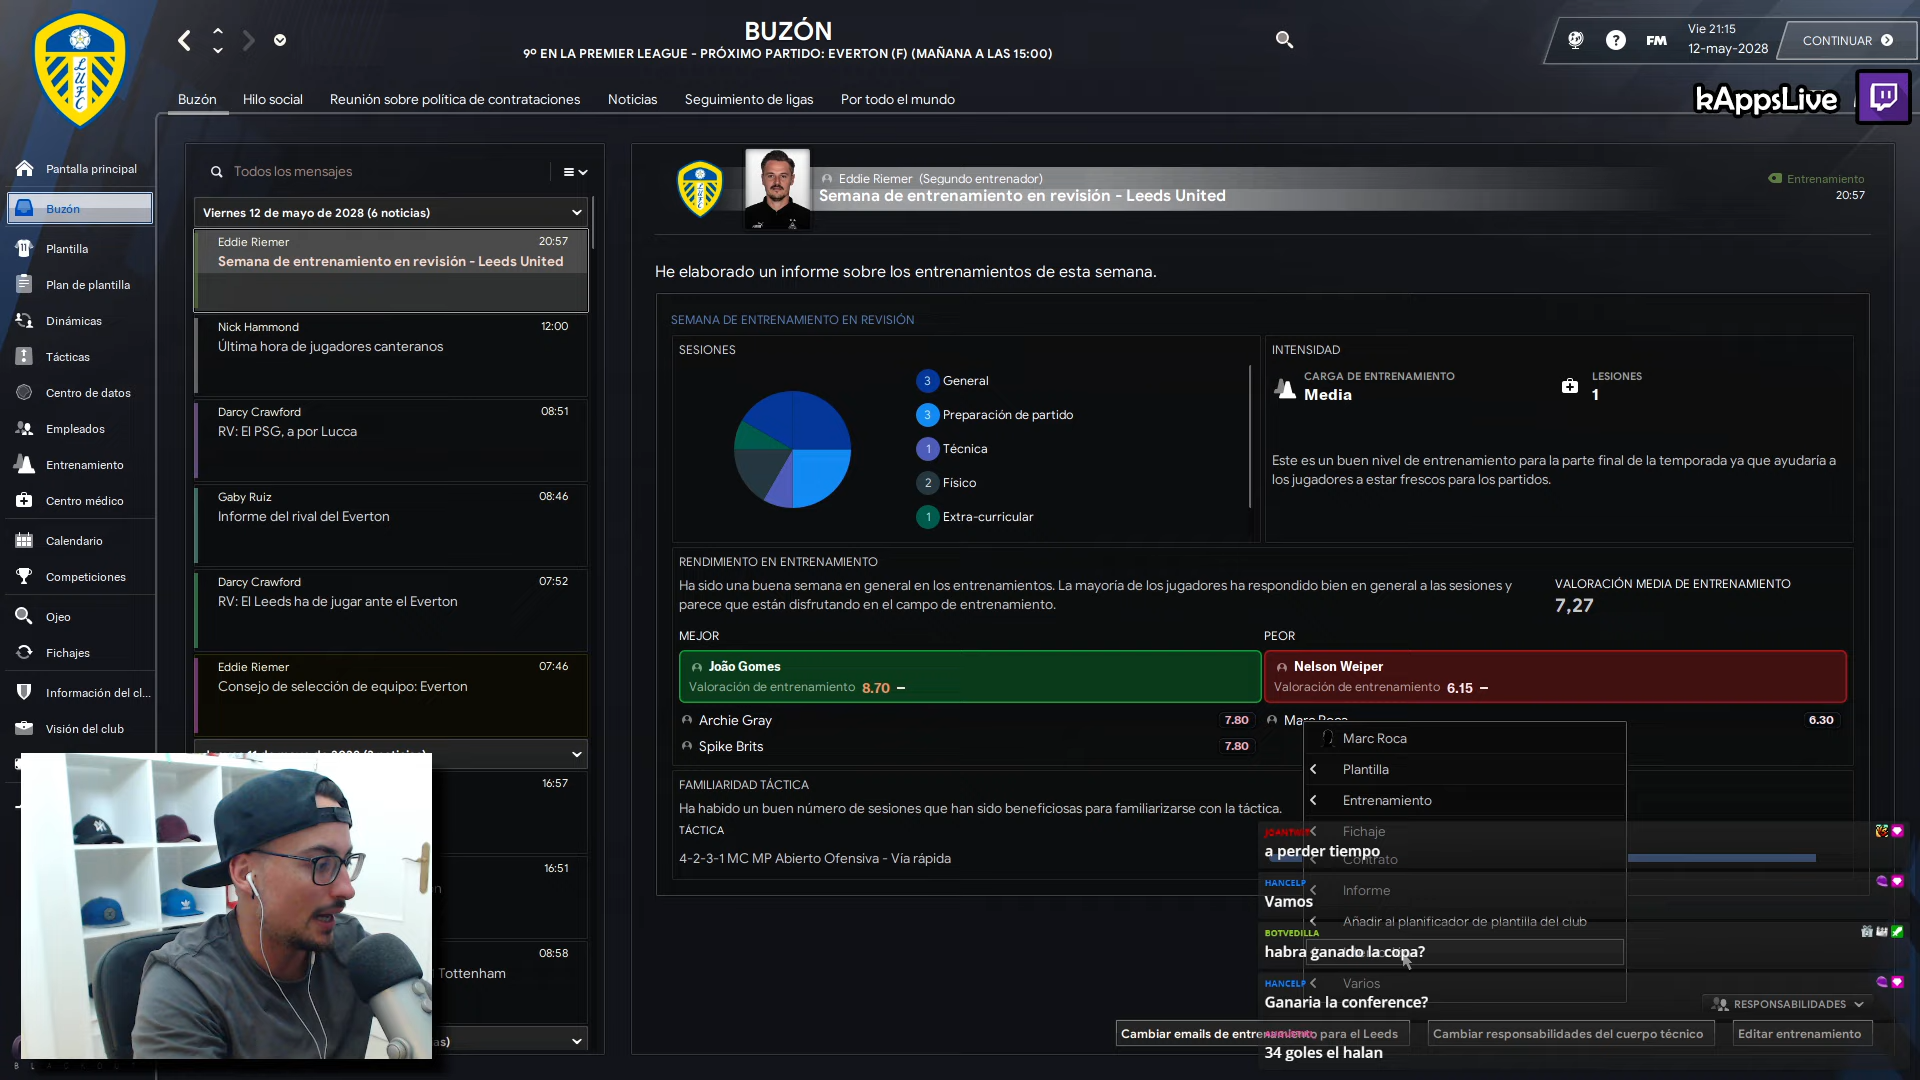 BUZÓN
9º EN LA PREMIER LEAGUE - PRÓXIMO PARTIDO: EVERTON (F) (MAÑANA A LAS 15:00)
FM
Vie 21:15
12-may-2028
CONTINUAR
kAppsLive
Buzón
Hilo social
Reunión sobre política de contrataciones
Noticias
Seguimiento de ligas
Por todo el mundo
Pantalla principal
Buzón
Plantilla
Plan de plantilla
Dinámicas
Tácticas
Centro de datos
Empleados
Entrenamiento
Centro médico
Calendario
Competiciones
Ojeo
Fichajes
Información del cl...
Visión del club
Todos los mensajes
Viernes 12 de mayo de 2028 (6 noticias)
Eddie Riemer 20:57
Semana de entrenamiento en revisión - Leeds United
Nick Hammond 12:00
Última hora de jugadores canteranos
Darcy Crawford 08:51
RV: El PSG, a por Lucca
Gaby Ruiz 08:46
Informe del rival del Everton
Darcy Crawford 07:52
RV: El Leeds ha de jugar ante el Everton
Eddie Riemer 07:46
Consejo de selección de equipo: Everton
16:57
16:51
08:58
Tottenham
as)
Eddie Riemer (Segundo entrenador)
Semana de entrenamiento en revisión - Leeds United
Entrenamiento
20:57
He elaborado un informe sobre los entrenamientos de esta semana.
SEMANA DE ENTRENAMIENTO EN REVISIÓN
SESIONES
3 General
3 Preparación de partido
1 Técnica
2 Físico
1 Extra-curricular
INTENSIDAD
CARGA DE ENTRENAMIENTO
Media
LESIONES
1
Este es un buen nivel de entrenamiento para la parte final de la temporada ya que ayudaría a
los jugadores a estar frescos para los partidos.
RENDIMIENTO EN ENTRENAMIENTO
Ha sido una buena semana en general en los entrenamientos. La mayoría de los jugadores ha respondido bien en general a las sesiones y
parece que están disfrutando en el campo de entrenamiento.
VALORACIÓN MEDIA DE ENTRENAMIENTO
7,27
MEJOR
João Gomes
Valoración de entrenamiento 8.70 –
Archie Gray 7.80
Spike Brits 7.80
PEOR
Nelson Weiper
Valoración de entrenamiento 6.15 –
Marc Roca 6.30
Marc Roca
Plantilla
Entrenamiento
Fichaje
Contrato
Informe
Añadir al planificador de plantilla del club
Varios
FAMILIARIDAD TÁCTICA
Ha habido un buen número de sesiones que han sido beneficiosas para familiarizarse con la táctica.
TÁCTICA
4-2-3-1 MC MP Abierto Ofensiva - Vía rápida
a perder tiempo
HANCELP
Vamos
BOTVEDILLA
habra ganado la copa?
HANCELP
Ganaria la conference?
34 goles el halan
RESPONSABILIDADES
Cambiar emails de entrenamiento para el Leeds
Cambiar responsabilidades del cuerpo técnico
Editar entrenamiento